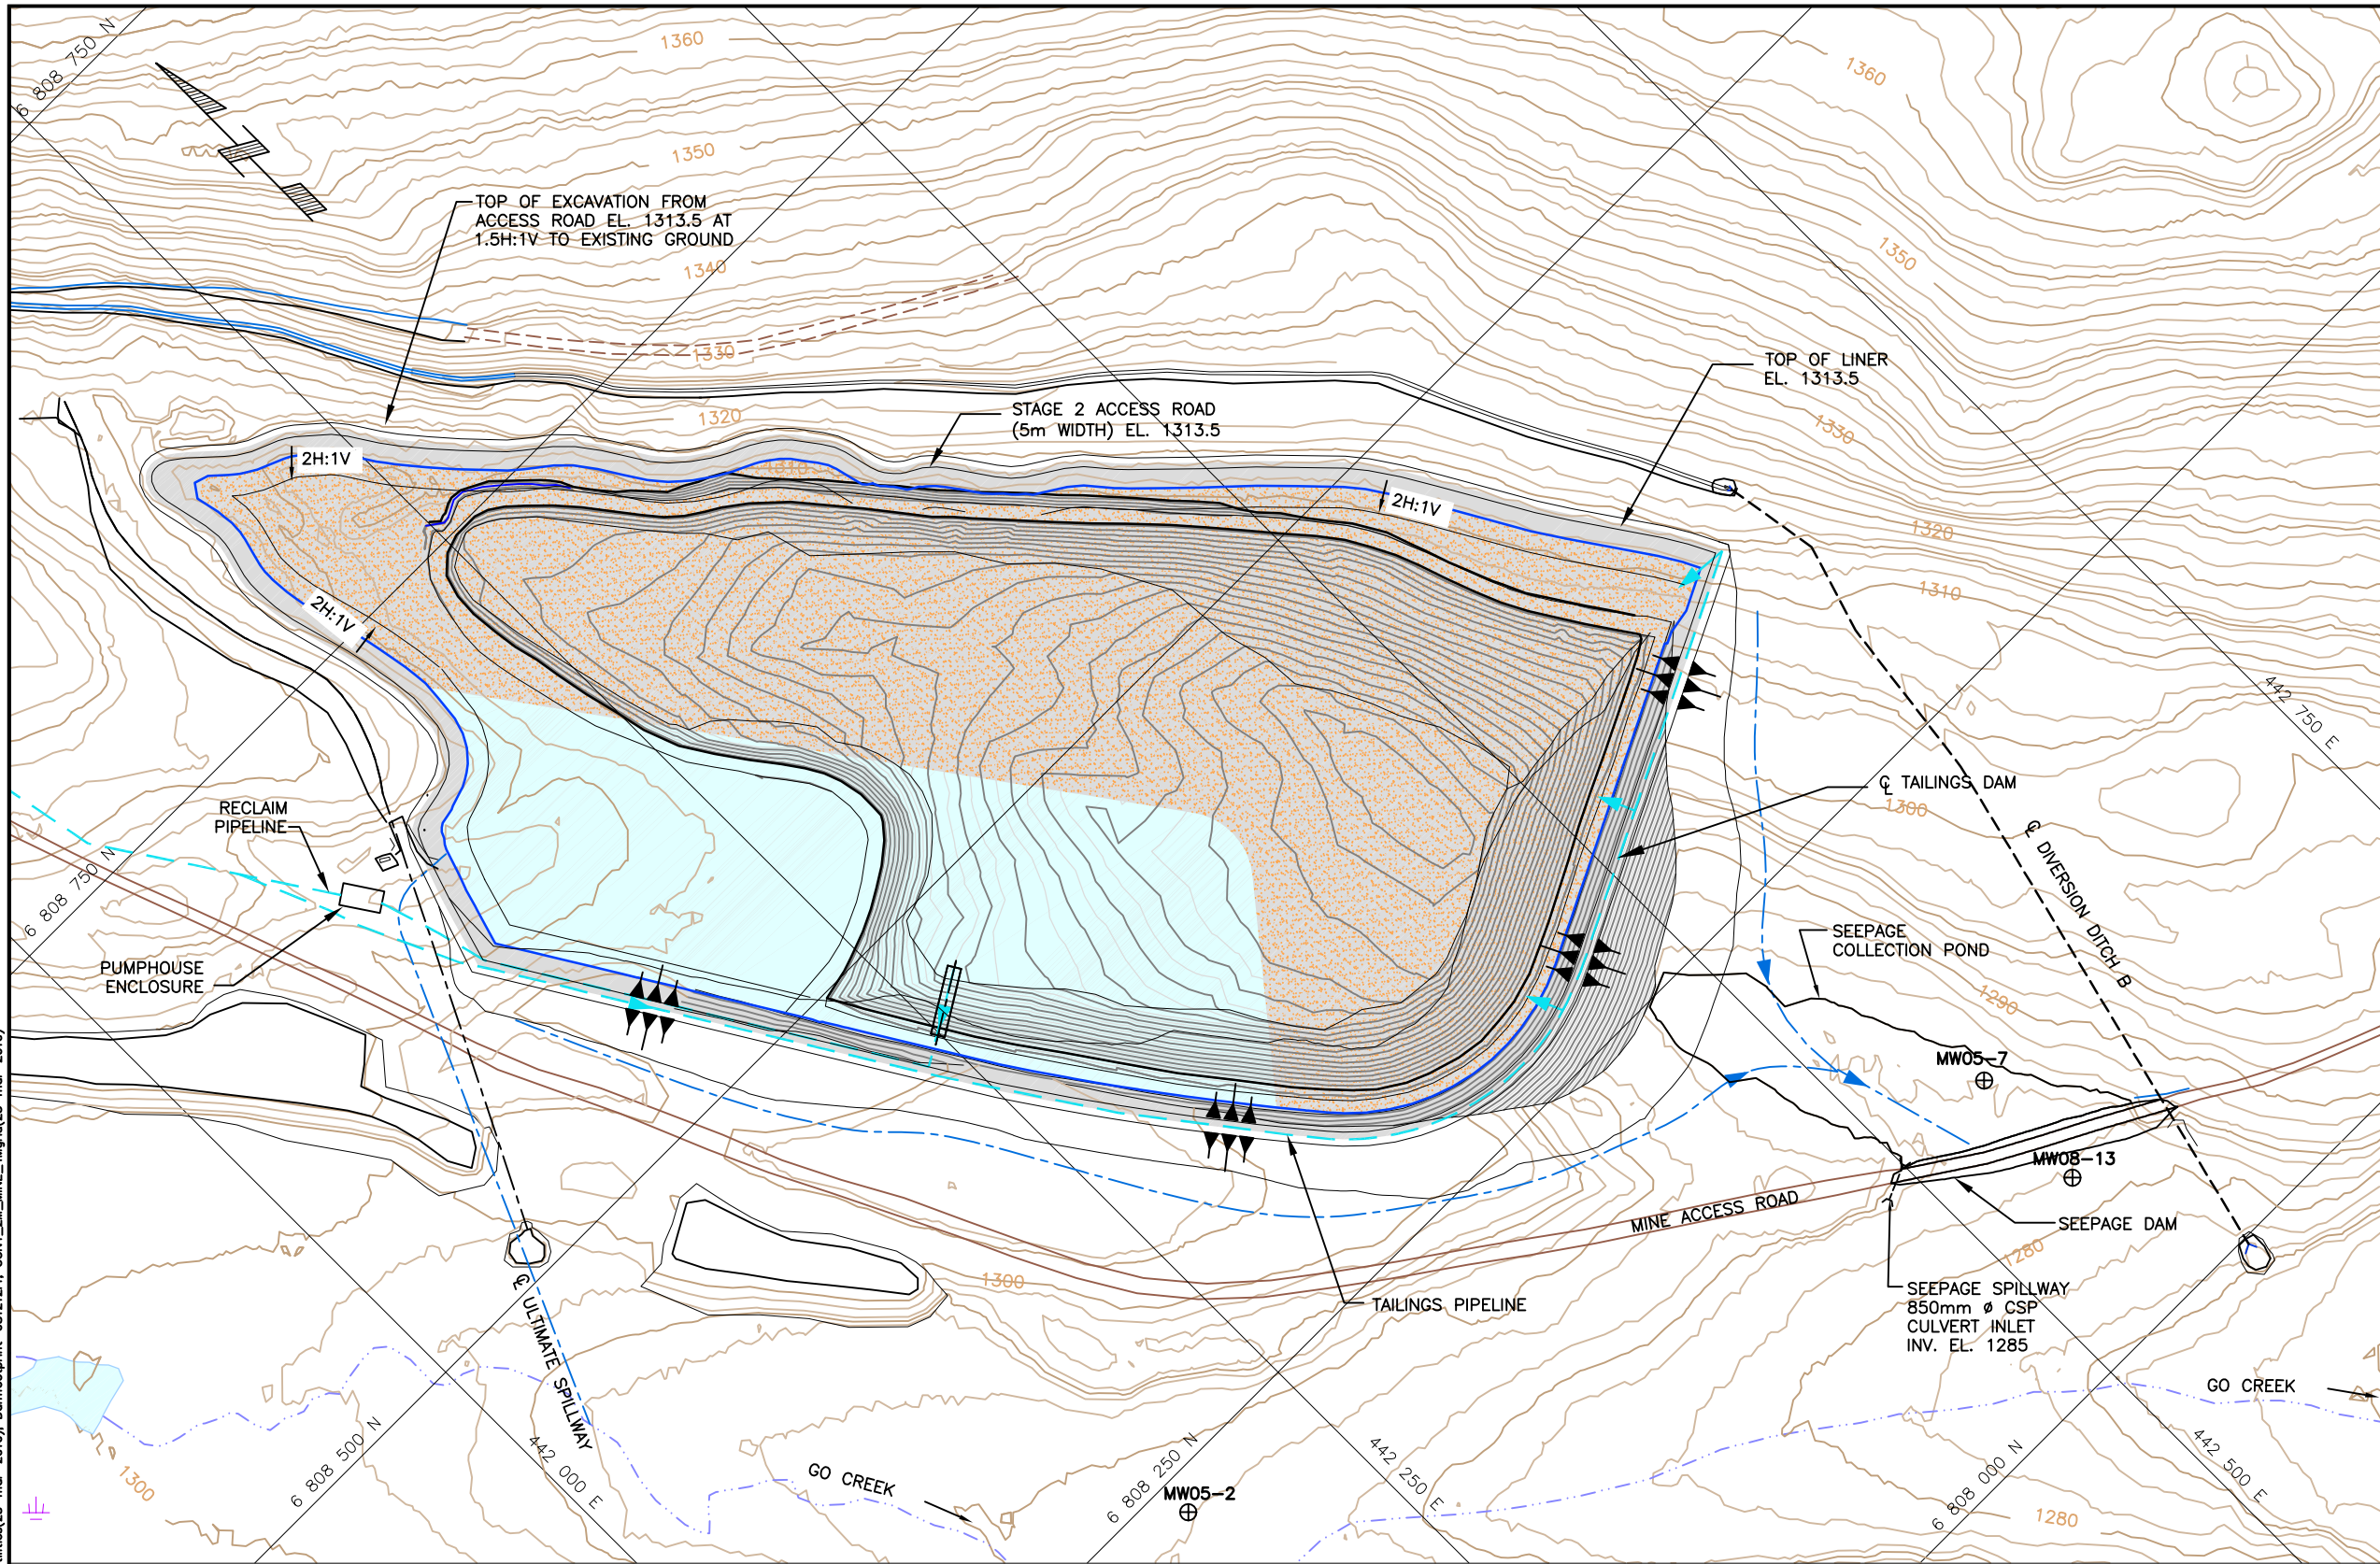 6 808 750 N
1360
1360
1350
TOP OF EXCAVATION FROM
ACCESS ROAD EL. 1313.5 AT
1.5H:1V TO EXISTING GROUND
1350
1340
1330
TOP OF LINER
EL. 1313.5
STAGE 2 ACCESS ROAD
(5m WIDTH) EL. 1313.5
1320
1330
2H:1V
1310
2H:1V
1320
1310
2H:1V
442 750 E
℄ TAILINGS DAM
1300
RECLAIM
PIPELINE
℄ DIVERSION DITCH B
6 808 750 N
SEEPAGE
COLLECTION POND
PUMPHOUSE
ENCLOSURE
1290
MW05-7
MW08-13
MINE ACCESS ROAD
SEEPAGE DAM
1280
1300
SEEPAGE SPILLWAY
850mm ø CSP
CULVERT INLET
INV. EL. 1285
TAILINGS PIPELINE
℄ ULTIMATE SPILLWAY
GO CREEK
1300
6 808 500 N
442 000 E
GO CREEK
MW05-2
6 808 250 N
442 250 E
6 808 000 N
442 500 E
1280